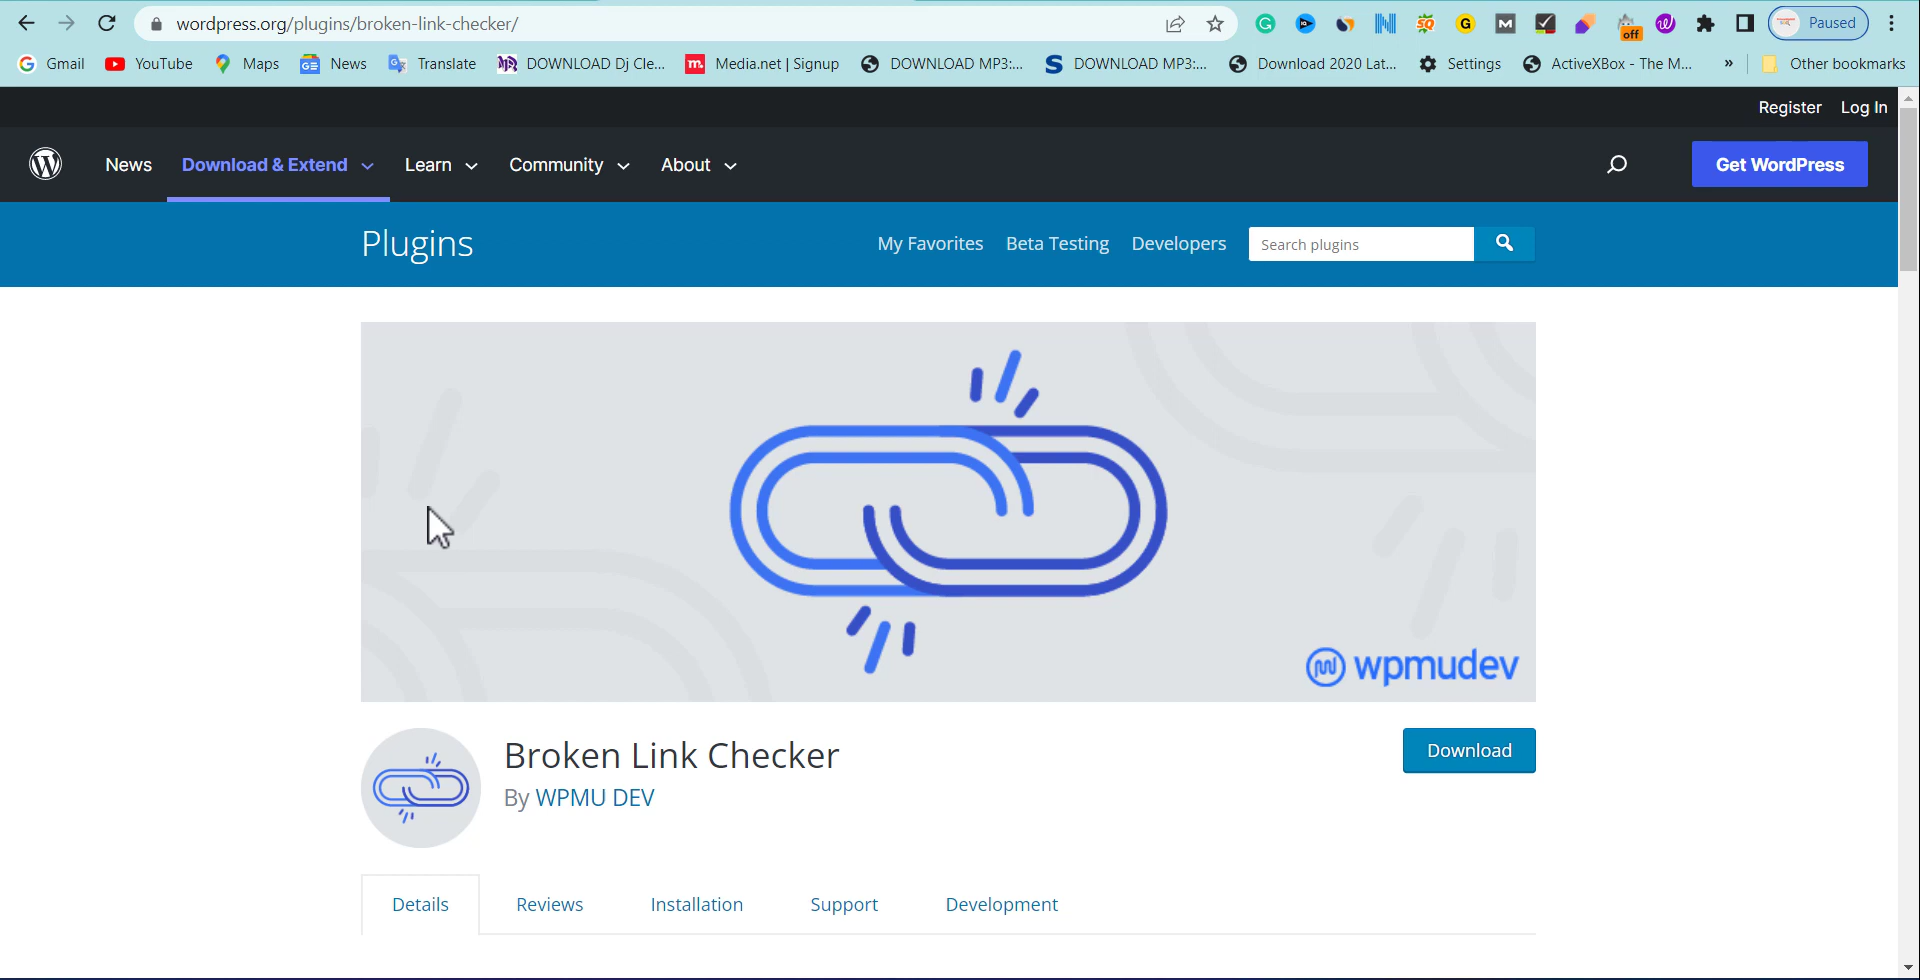 wordpress.org/plugins/broken-link-checker/
off
Paused
Gmail YouTube Maps News Translate DOWNLOAD Dj Cle... Media.net | Signup DOWNLOAD MP3:... DOWNLOAD MP3:... Download 2020 Lat... Settings ActiveXBox - The M... » Other bookmarks
Register Log In
News Download & Extend Learn Community About Get WordPress
Plugins My Favorites Beta Testing Developers Search plugins
wpmudev
Broken Link Checker Download
By WPMU DEV
Details Reviews Installation Support Development